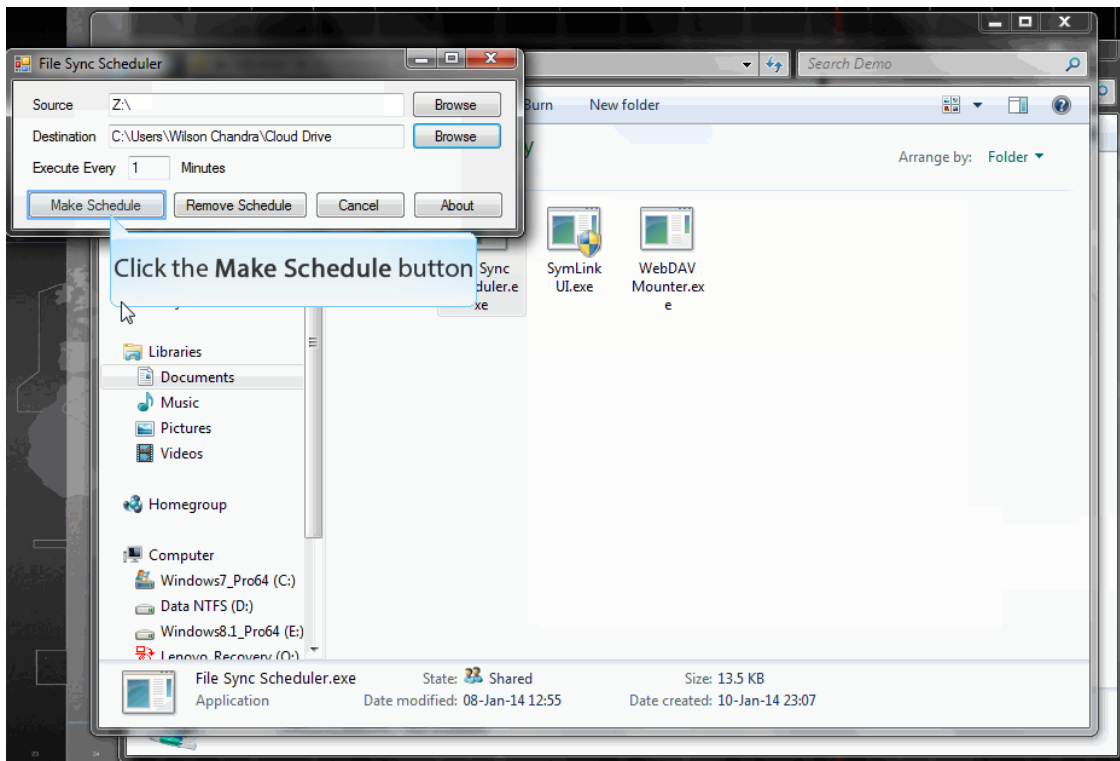 File Sync Scheduler
Source Z:\ Browse
Destination C:\Users\Wilson Chandra\Cloud Drive Browse
Execute Every 1 Minutes
Make Schedule Remove Schedule Cancel About
Click the Make Schedule button
Search Demo
Burn New folder
Arrange by: Folder
Sync
duler.e
xe
SymLink
UI.exe
WebDAV
Mounter.ex
e
Libraries
Documents
Music
Pictures
Videos
Homegroup
Computer
Windows7_Pro64 (C:)
Data NTFS (D:)
Windows8.1_Pro64 (E:)
Lenovo Recovery (Q:)
File Sync Scheduler.exe State: Shared Size: 13.5 KB
Application Date modified: 08-Jan-14 12:55 Date created: 10-Jan-14 23:07